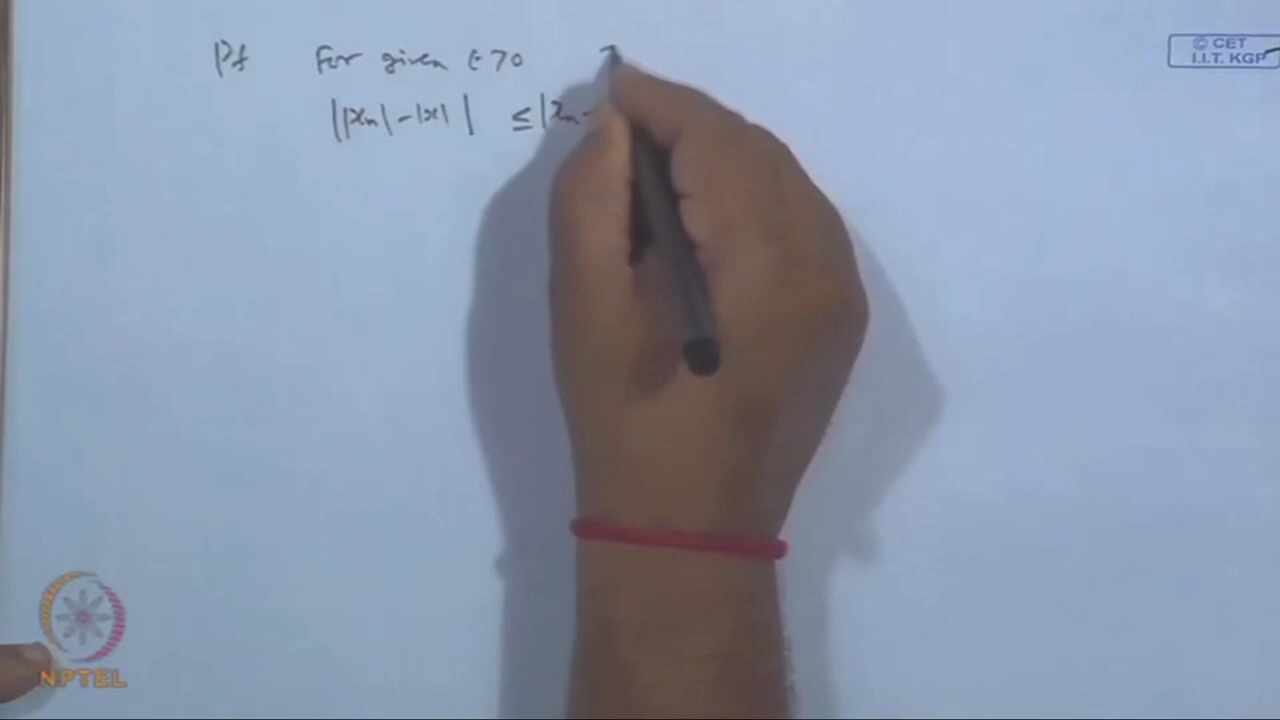 Pf For given ϵ > 0
||xₙ| - |x|| ≤ |xₙ -
© CET
I.I.T. KGP
NPTEL